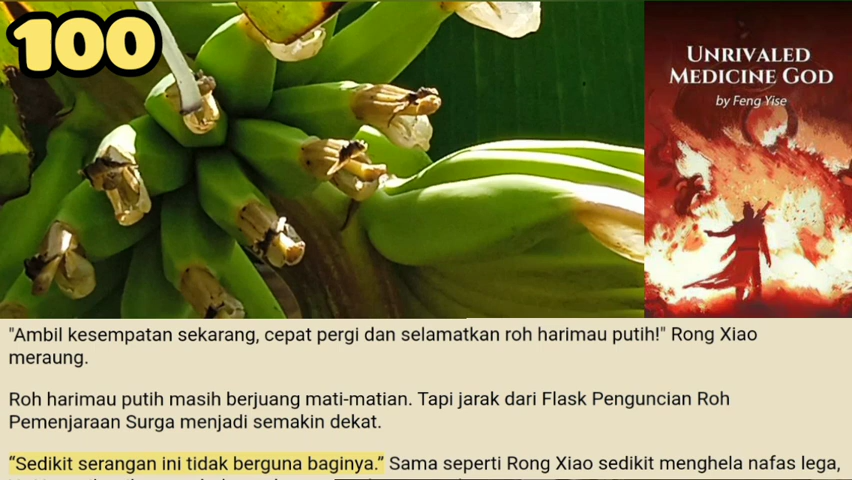 100
UNRIVALED
MEDICINE GOD
by Feng Yise
"Ambil kesempatan sekarang, cepat pergi dan selamatkan roh harimau putih!" Rong Xiao
meraung.
Roh harimau putih masih berjuang mati-matian. Tapi jarak dari Flask Penguncian Roh
Pemenjaraan Surga menjadi semakin dekat.
“Sedikit serangan ini tidak berguna baginya.” Sama seperti Rong Xiao sedikit menghela nafas lega,